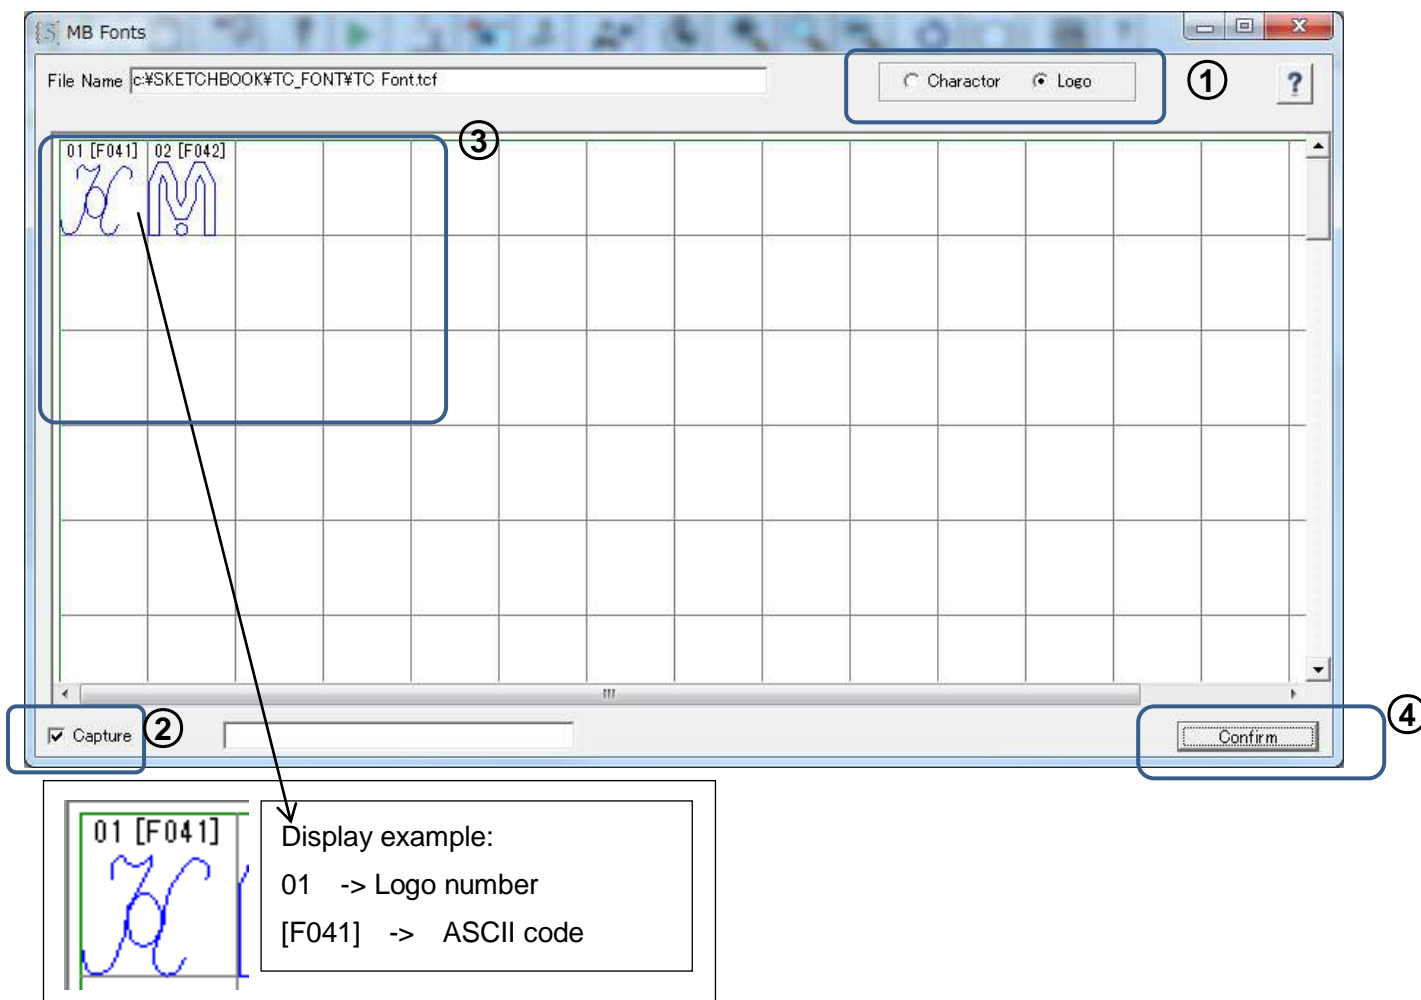 MB Fonts
File Name c:¥SKETCHBOOK¥TC_FONT¥TC Font.tcf
Charactor Logo ① ?
③
01 [F041] 02 [F042]
Capture ②
Confirm ④
01 [F041]
Display example:
01 -> Logo number
[F041] -> ASCII code